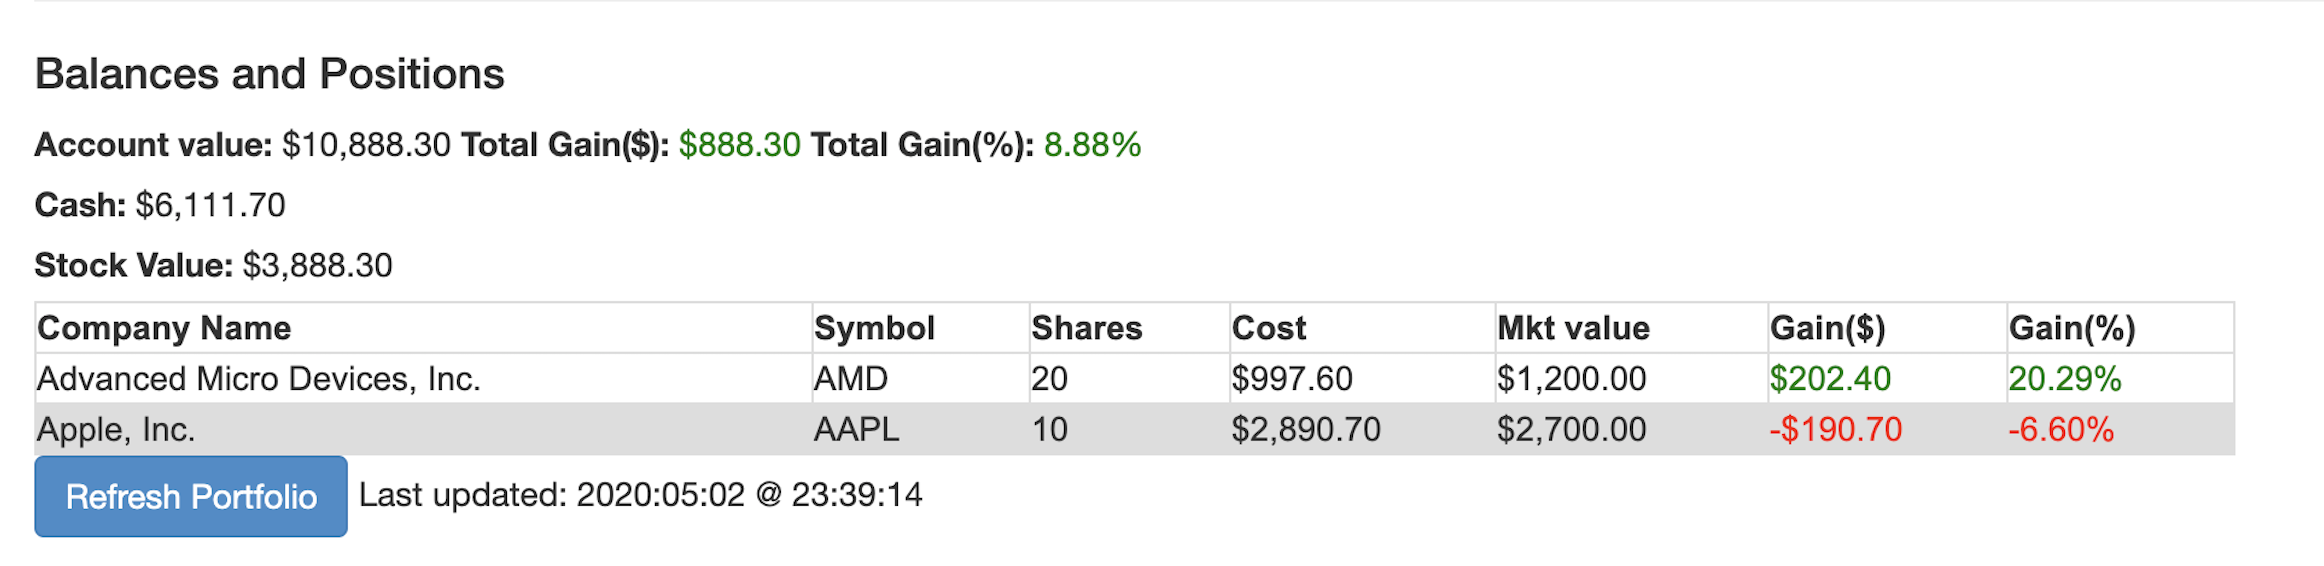 Balances and Positions
Account value: $10,888.30 Total Gain($): $888.30 Total Gain(%): 8.88%
Cash: $6,111.70
Stock Value: $3,888.30
Company Name Symbol Shares Cost Mkt value Gain($) Gain(%)
Advanced Micro Devices, Inc. AMD 20 $997.60 $1,200.00 $202.40 20.29%
Apple, Inc. AAPL 10 $2,890.70 $2,700.00 -$190.70 -6.60%
Refresh Portfolio Last updated: 2020:05:02 @ 23:39:14